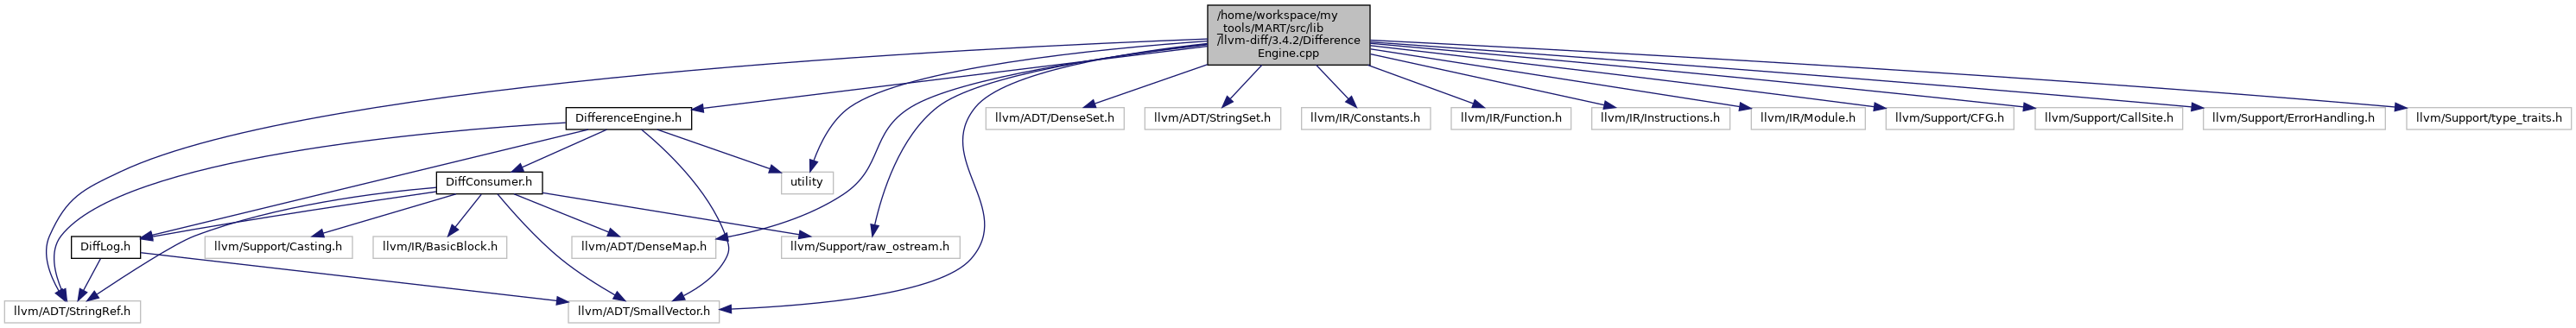 /home/workspace/my
_tools/MART/src/lib
/llvm-diff/3.4.2/Difference
Engine.cpp
DifferenceEngine.h
llvm/ADT/DenseSet.h
llvm/ADT/StringSet.h
llvm/IR/Constants.h
llvm/IR/Function.h
llvm/IR/Instructions.h
llvm/IR/Module.h
llvm/Support/CFG.h
llvm/Support/CallSite.h
llvm/Support/ErrorHandling.h
llvm/Support/type_traits.h
DiffConsumer.h
utility
DiffLog.h
llvm/Support/Casting.h
llvm/IR/BasicBlock.h
llvm/ADT/DenseMap.h
llvm/Support/raw_ostream.h
llvm/ADT/StringRef.h
llvm/ADT/SmallVector.h